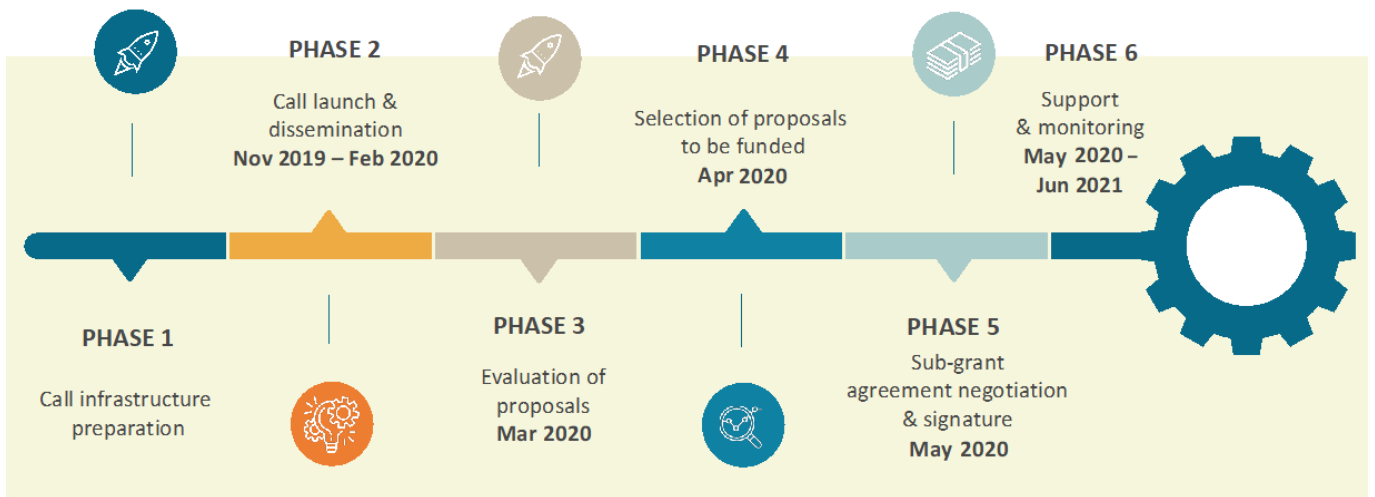 PHASE 1
Call infrastructure
preparation
PHASE 2
Call launch &
dissemination
Nov 2019 – Feb 2020
PHASE 3
Evaluation of
proposals
Mar 2020
PHASE 4
Selection of proposals
to be funded
Apr 2020
PHASE 5
Sub-grant
agreement negotiation
& signature
May 2020
PHASE 6
Support
& monitoring
May 2020 –
Jun 2021